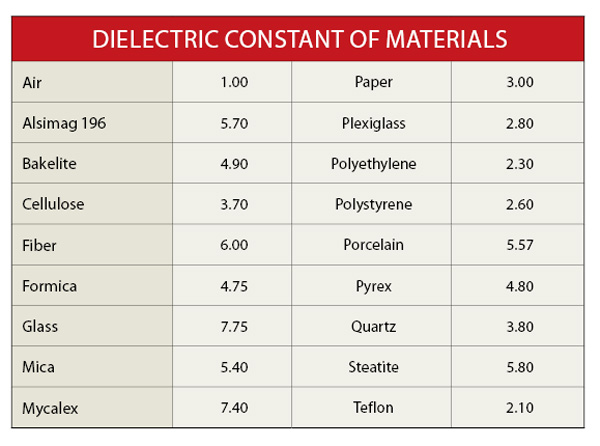 DIELECTRIC CONSTANT OF MATERIALS
Air 1.00 Paper 3.00
Alsimag 196 5.70 Plexiglass 2.80
Bakelite 4.90 Polyethylene 2.30
Cellulose 3.70 Polystyrene 2.60
Fiber 6.00 Porcelain 5.57
Formica 4.75 Pyrex 4.80
Glass 7.75 Quartz 3.80
Mica 5.40 Steatite 5.80
Mycalex 7.40 Teflon 2.10